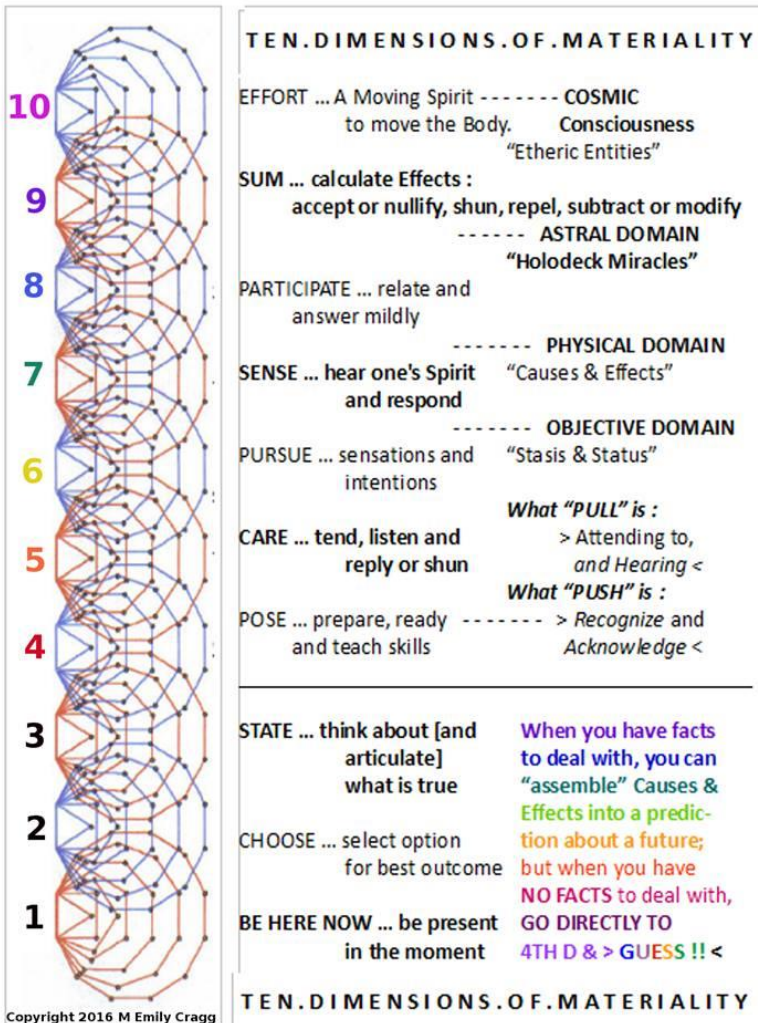 TEN.DIMENSIONS.OF.MATERIALITY
10
EFFORT ... A Moving Spirit - - - - - - - COSMIC
to move the Body. Consciousness
“Etheric Entities”
9
SUM ... calculate Effects :
accept or nullify, shun, repel, subtract or modify
- - - - - - ASTRAL DOMAIN
“Holodeck Miracles”
8
PARTICIPATE ... relate and
answer mildly
- - - - - - - PHYSICAL DOMAIN
7
SENSE ... hear one's Spirit “Causes & Effects”
and respond
- - - - - - - OBJECTIVE DOMAIN
6
PURSUE ... sensations and “Stasis & Status”
intentions
What “PULL” is :
5
CARE ... tend, listen and > Attending to,
reply or shun and Hearing <
What “PUSH” is :
4
POSE ... prepare, ready - - - - - - - > Recognize and
and teach skills Acknowledge <
3
STATE ... think about [and
articulate]
what is true
2
CHOOSE ... select option
for best outcome
1
BE HERE NOW ... be present
in the moment
When you have facts
to deal with, you can
“assemble” Causes &
Effects into a predic-
tion about a future;
but when you have
NO FACTS to deal with,
GO DIRECTLY TO
4TH D & > GUESS !! <
TEN.DIMENSIONS.OF.MATERIALITY
Copyright 2016 M Emily Cragg